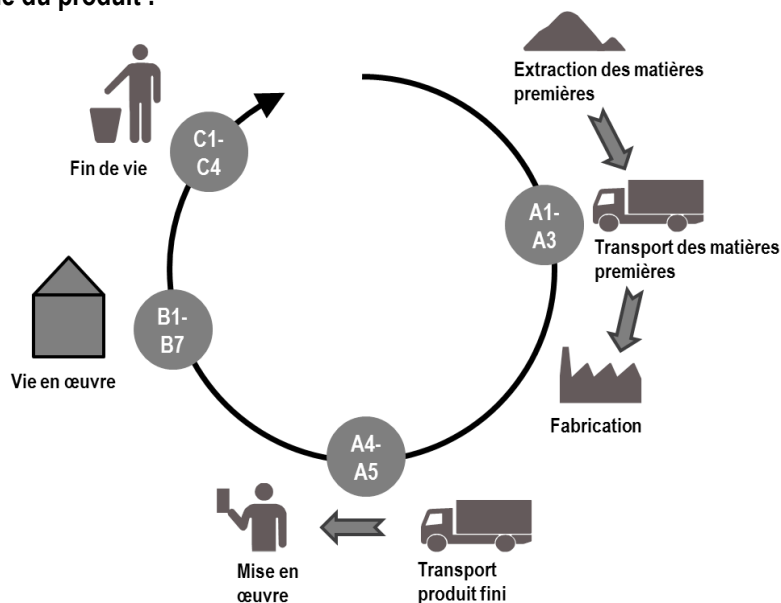 du produit :
Extraction des matières
premières
A1-
A3
Transport des matières
premières
Fabrication
A4-
A5
Transport
produit fini
Mise en
œuvre
B1-
B7
Vie en œuvre
C1-
C4
Fin de vie